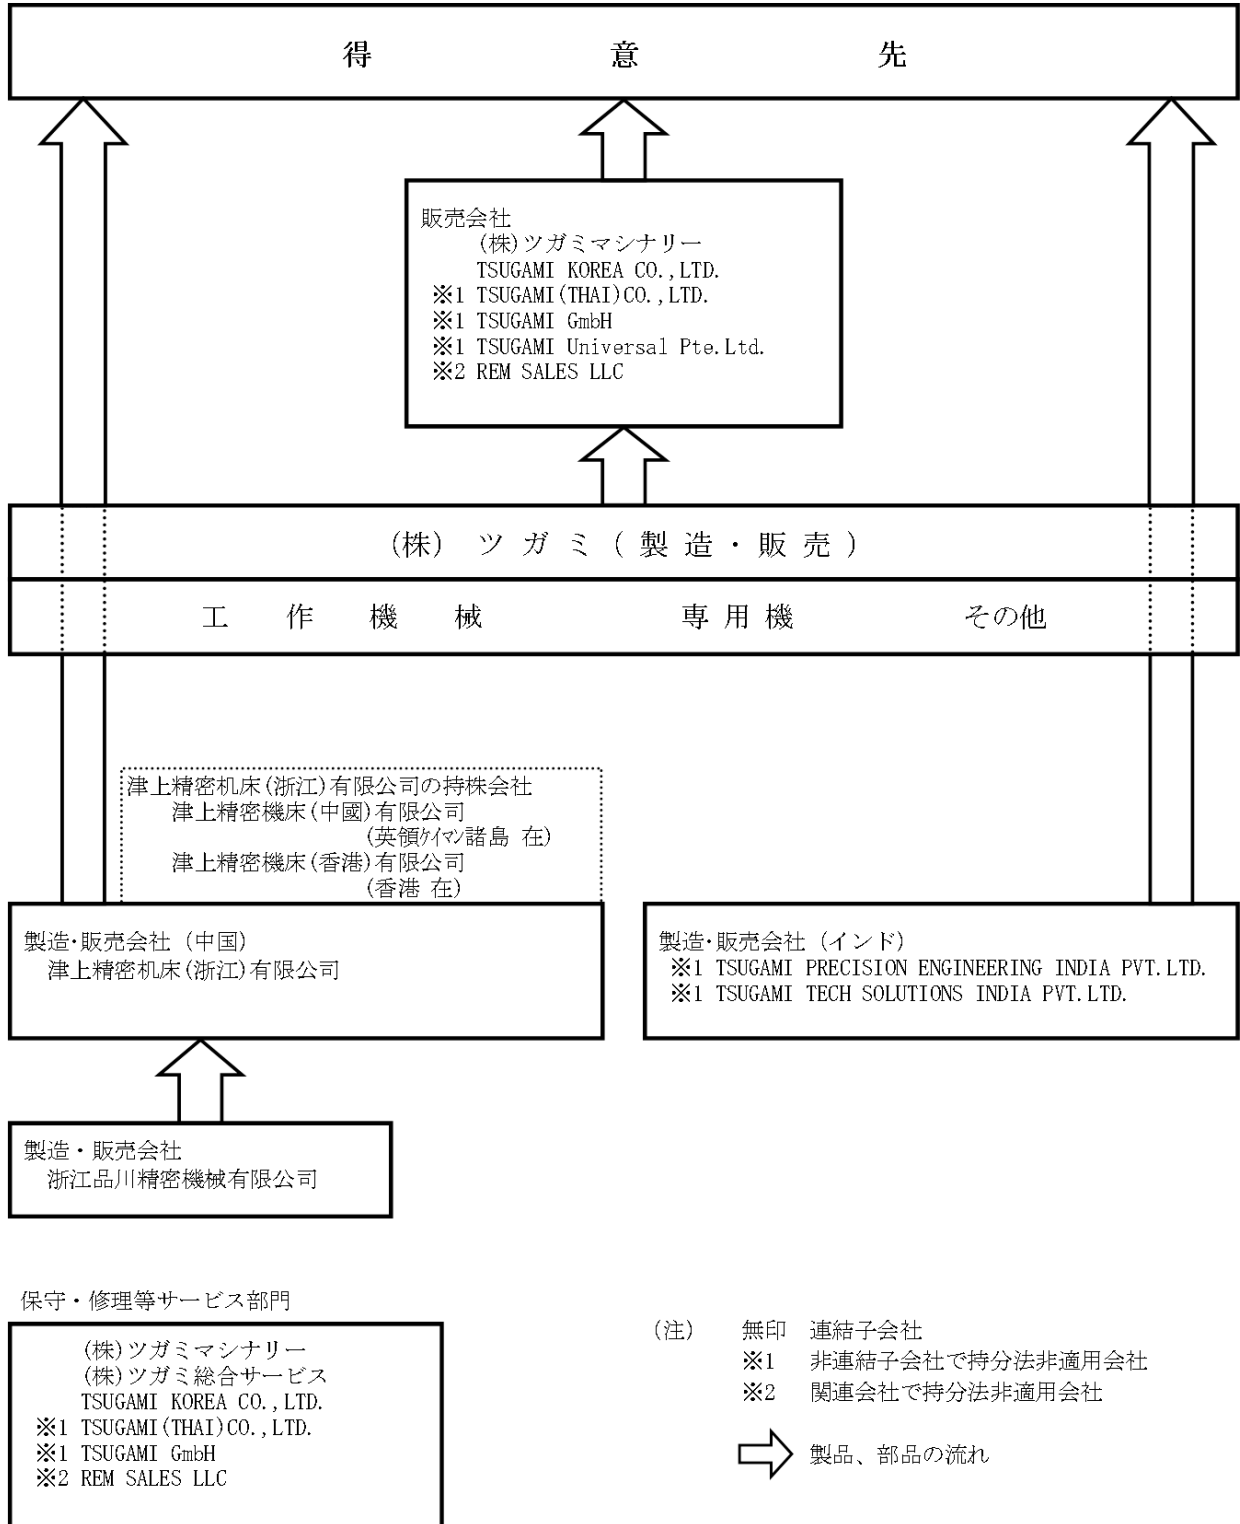 得意先
販売会社
(株)ツガミマシナリー
TSUGAMI KOREA CO.,LTD.
※1 TSUGAMI(THAI)CO.,LTD.
※1 TSUGAMI GmbH
※1 TSUGAMI Universal Pte.Ltd.
※2 REM SALES LLC
(株) ツガミ(製造・販売)
工作機械 専用機 その他
津上精密机床(浙江)有限公司の持株会社
津上精密機床(中國)有限公司
(英領ｹｲﾏﾝ諸島 在)
津上精密機床(香港)有限公司
(香港 在)
製造・販売会社 (中国)
津上精密机床(浙江)有限公司
製造・販売会社 (インド)
※1 TSUGAMI PRECISION ENGINEERING INDIA PVT.LTD.
※1 TSUGAMI TECH SOLUTIONS INDIA PVT.LTD.
製造・販売会社
浙江品川精密機械有限公司
保守・修理等サービス部門
(株)ツガミマシナリー
(株)ツガミ総合サービス
TSUGAMI KOREA CO.,LTD.
※1 TSUGAMI(THAI)CO.,LTD.
※1 TSUGAMI GmbH
※2 REM SALES LLC
(注) 無印 連結子会社
※1 非連結子会社で持分法非適用会社
※2 関連会社で持分法非適用会社
製品、部品の流れ